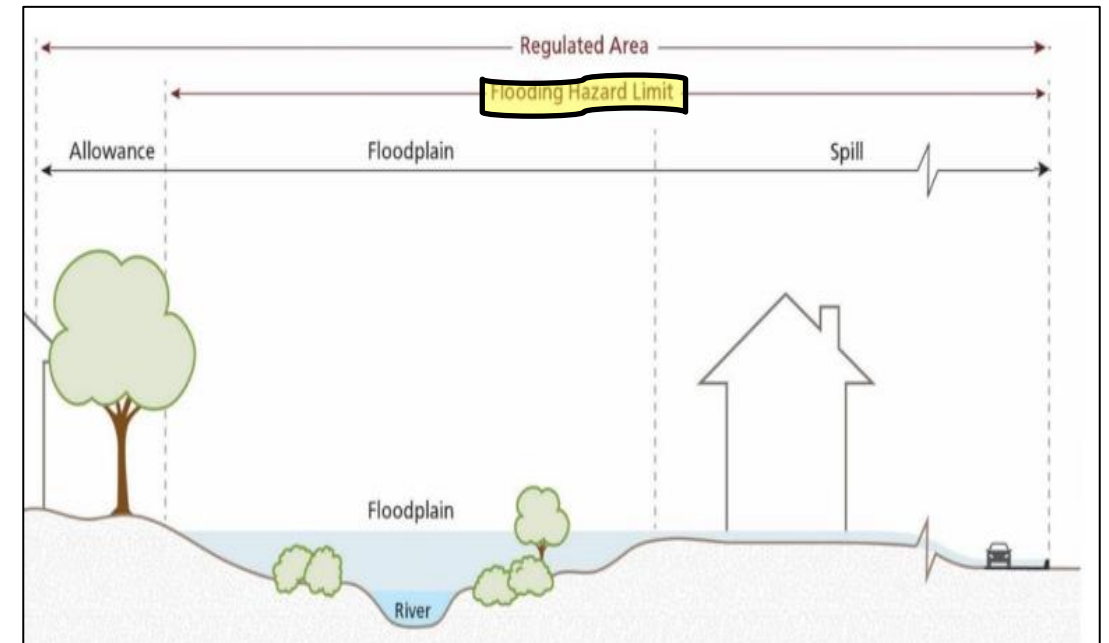 Regulated Area
Flooding Hazard Limit
Allowance Floodplain Spill
Floodplain
River